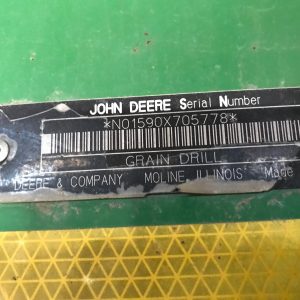 JOHN DEERE Serial Number
*N01590X705778*
GRAIN DRILL
DEERE & COMPANY MOLINE, ILLINOIS Made